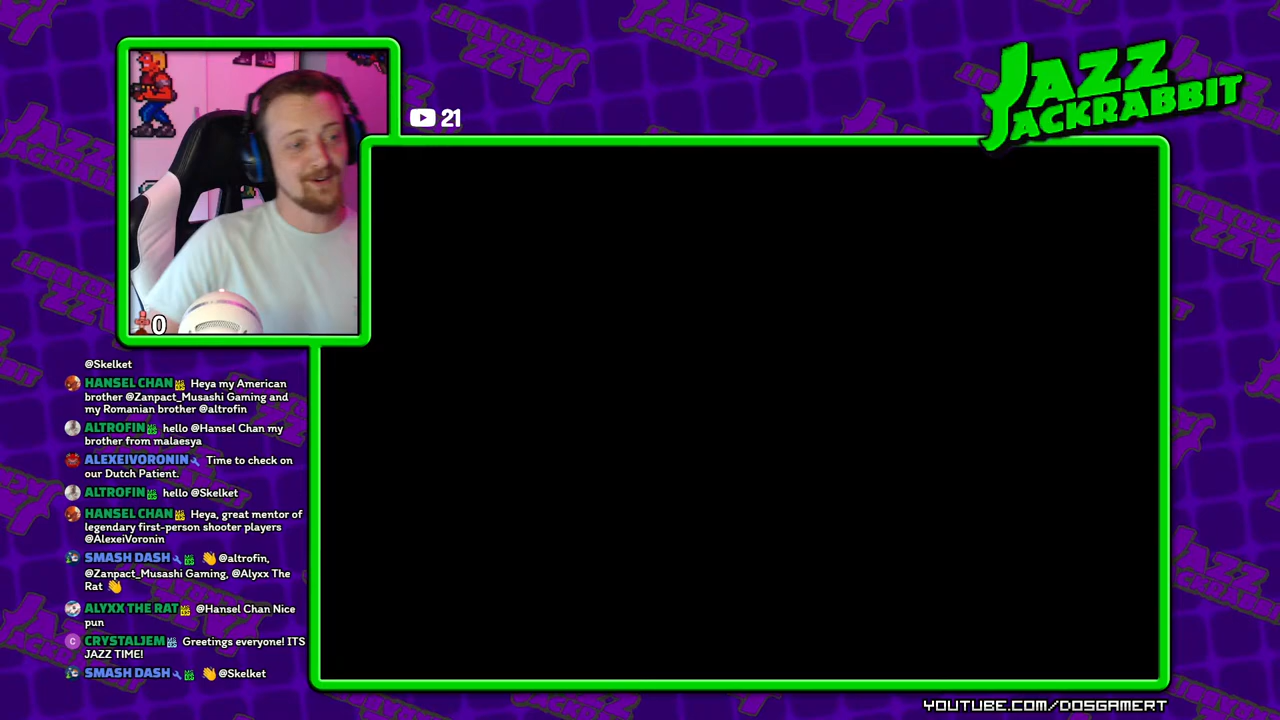 JAZZ
JACKRABBIT
21
0
@Skelket
HANSEL CHAN Heya my American
brother @Zanpact_Musashi Gaming and
my Romanian brother @altrofin
ALTROFIN hello @Hansel Chan my
brother from malaesya
ALEXEIVORONIN Time to check on
our Dutch Patient.
ALTROFIN hello @Skelket
HANSEL CHAN Heya, great mentor of
legendary first-person shooter players
@AlexeiVoronin
SMASH DASH 👋 @altrofin,
@Zanpact_Musashi Gaming, @Alyxx The
Rat 👋
ALYXX THE RAT @Hansel Chan Nice
pun
C CRYSTALJEM Greetings everyone! ITS
JAZZ TIME!
SMASH DASH 👋 @Skelket
YOUTUBE.COM/DOSGAMERT